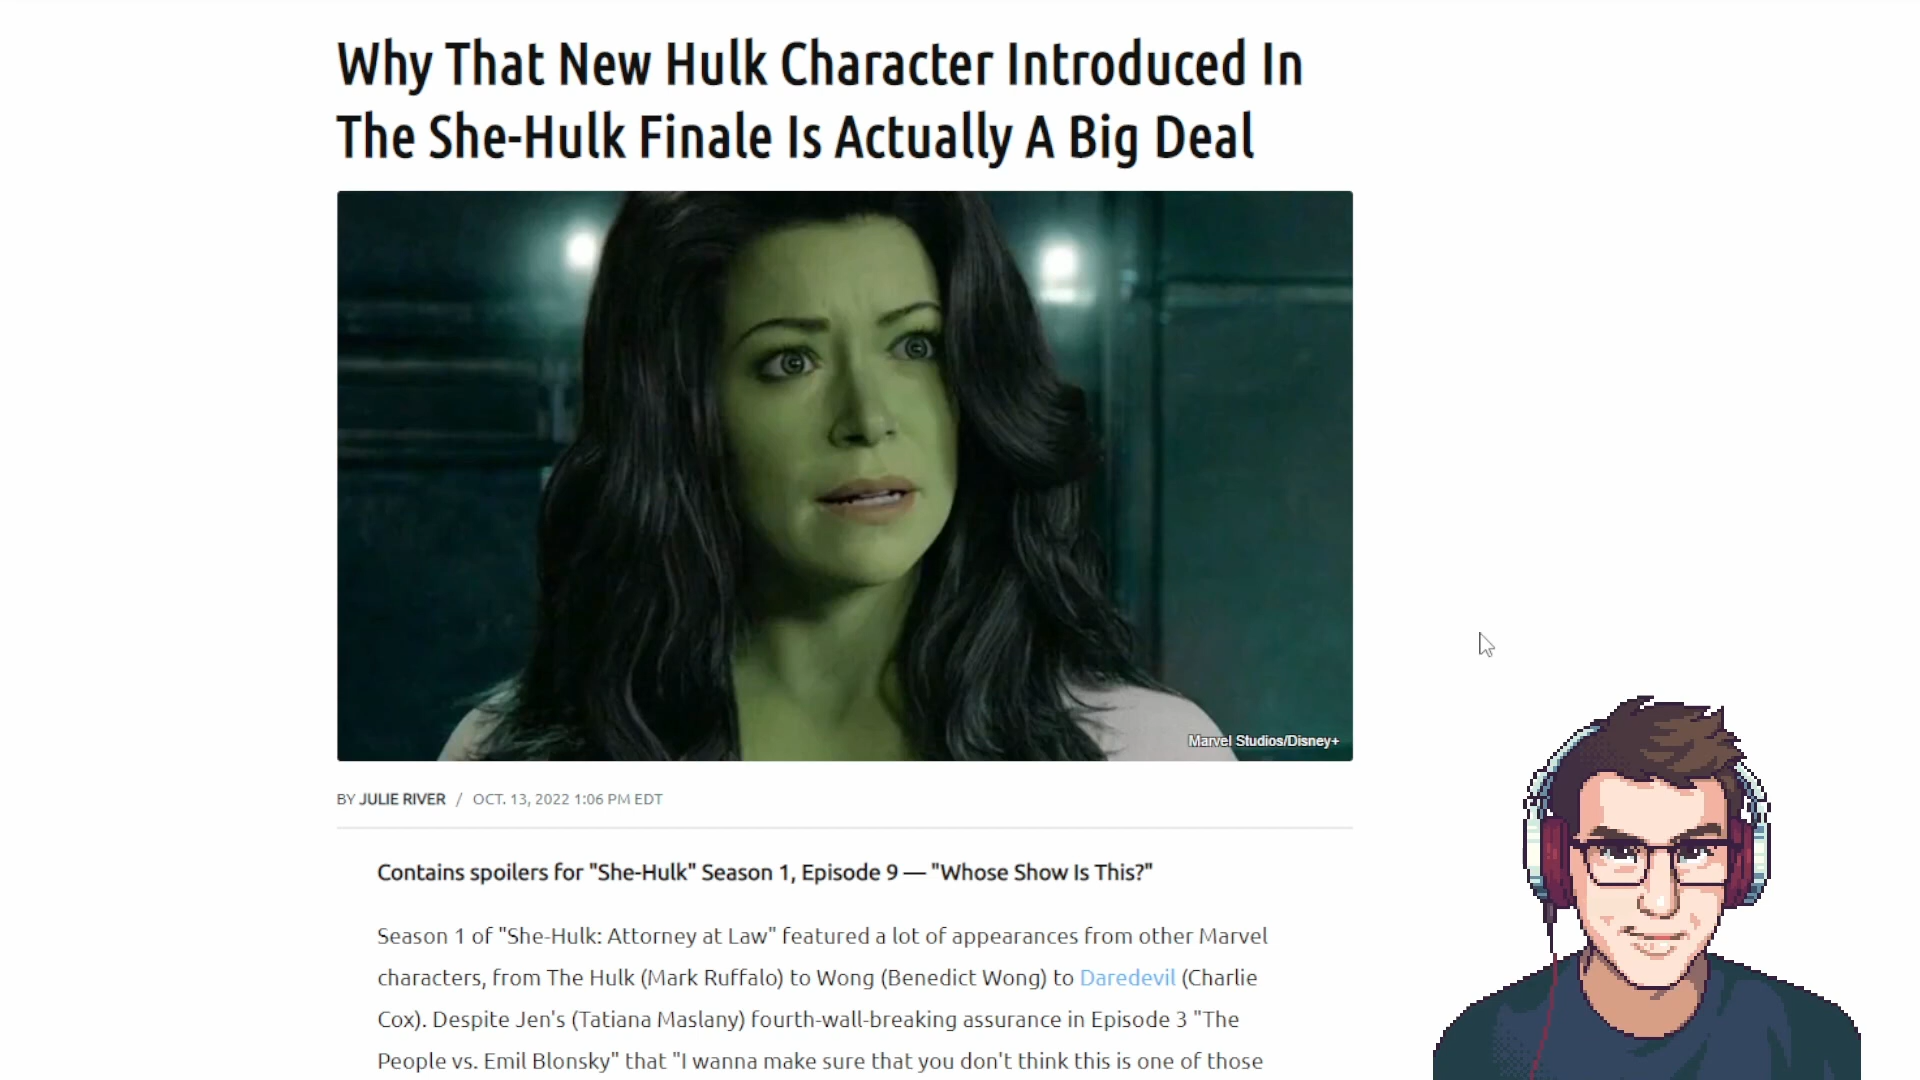 Why That New Hulk Character Introduced In
The She-Hulk Finale Is Actually A Big Deal
Marvel Studios/Disney+
BY JULIE RIVER / OCT. 13, 2022 1:06 PM EDT
Contains spoilers for "She-Hulk" Season 1, Episode 9 — "Whose Show Is This?"
Season 1 of "She-Hulk: Attorney at Law" featured a lot of appearances from other Marvel
characters, from The Hulk (Mark Ruffalo) to Wong (Benedict Wong) to Daredevil (Charlie
Cox). Despite Jen's (Tatiana Maslany) fourth-wall-breaking assurance in Episode 3 "The
People vs. Emil Blonsky" that "I wanna make sure that you don't think this is one of those